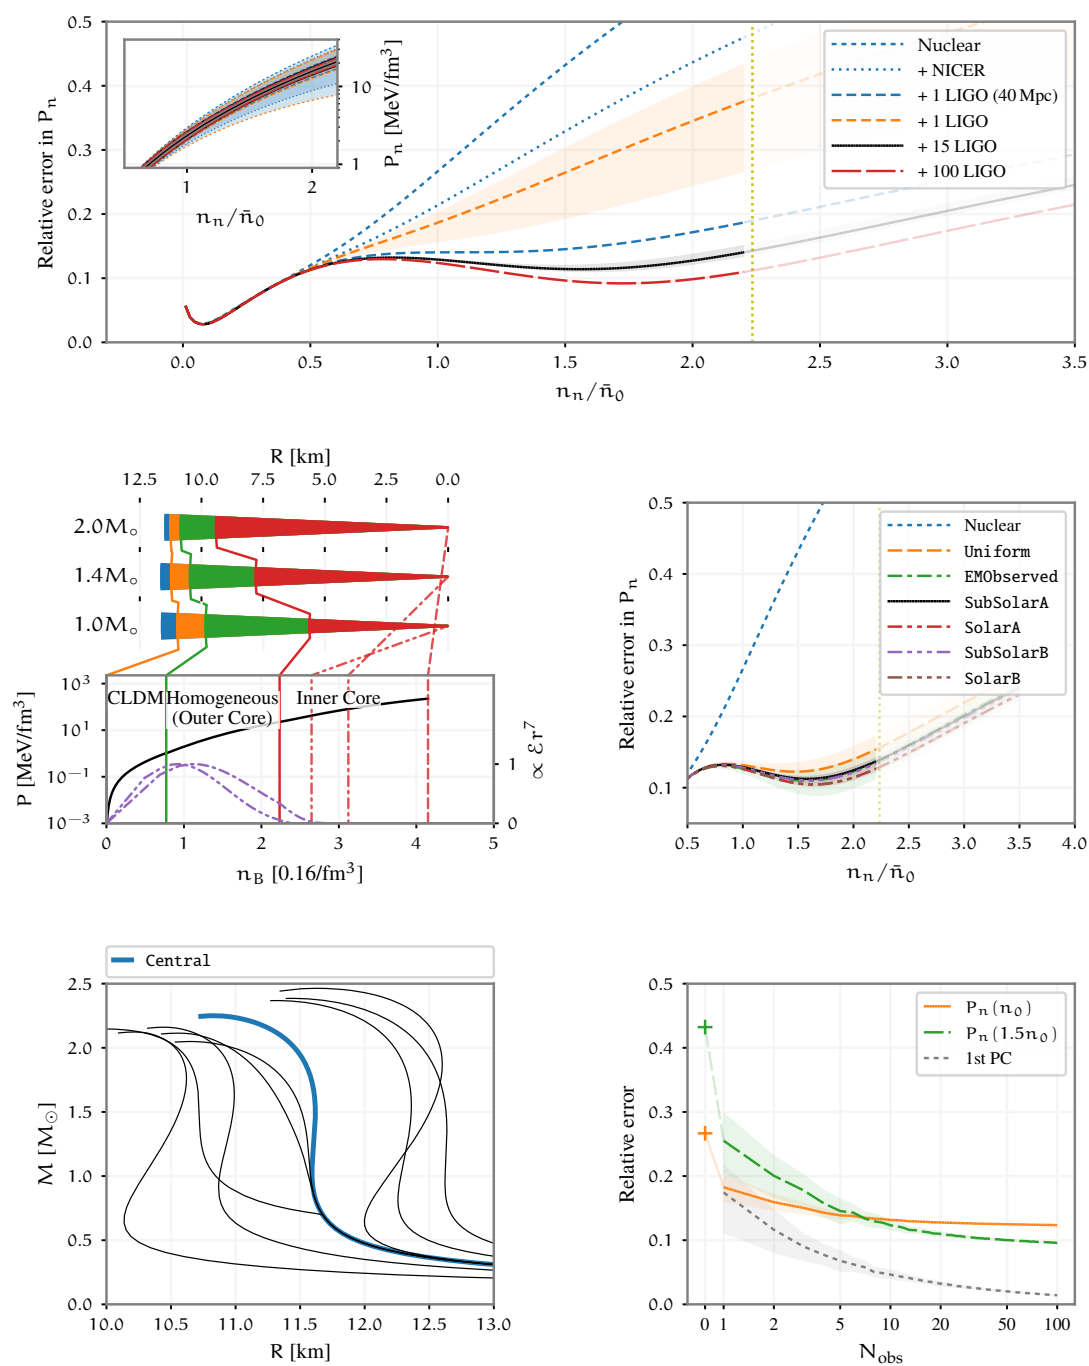 0.5
0.4
0.3
0.2
0.1
0.0
Relative error in Pₙ
10
1
Pₙ [MeV/fm³]
1 2
nₙ/n̄₀
Nuclear
+ NICER
+ 1 LIGO (40 Mpc)
+ 1 LIGO
+ 15 LIGO
+ 100 LIGO
0.0 0.5 1.0 1.5 2.0 2.5 3.0 3.5
nₙ/n̄₀
R [km]
12.5 10.0 7.5 5.0 2.5 0.0
2.0M∘
1.4M∘
1.0M∘
10³
10¹
10⁻¹
10⁻³
P [MeV/fm³]
CLDM Homogeneous Inner Core
(Outer Core)
1
0
∝ ℰr⁷
0 1 2 3 4 5
n_B [0.16/fm³]
0.5
0.4
0.3
0.2
0.1
Relative error in Pₙ
Nuclear
Uniform
EMObserved
SubSolarA
SolarA
SubSolarB
SolarB
0.5 1.0 1.5 2.0 2.5 3.0 3.5 4.0
nₙ/n̄₀
Central
2.5
2.0
1.5
1.0
0.5
0.0
M [M⊙]
10.0 10.5 11.0 11.5 12.0 12.5 13.0
R [km]
0.5
0.4
0.3
0.2
0.1
0.0
Relative error
Pₙ(n₀)
Pₙ(1.5n₀)
1st PC
0 1 2 5 10 20 50 100
N_obs